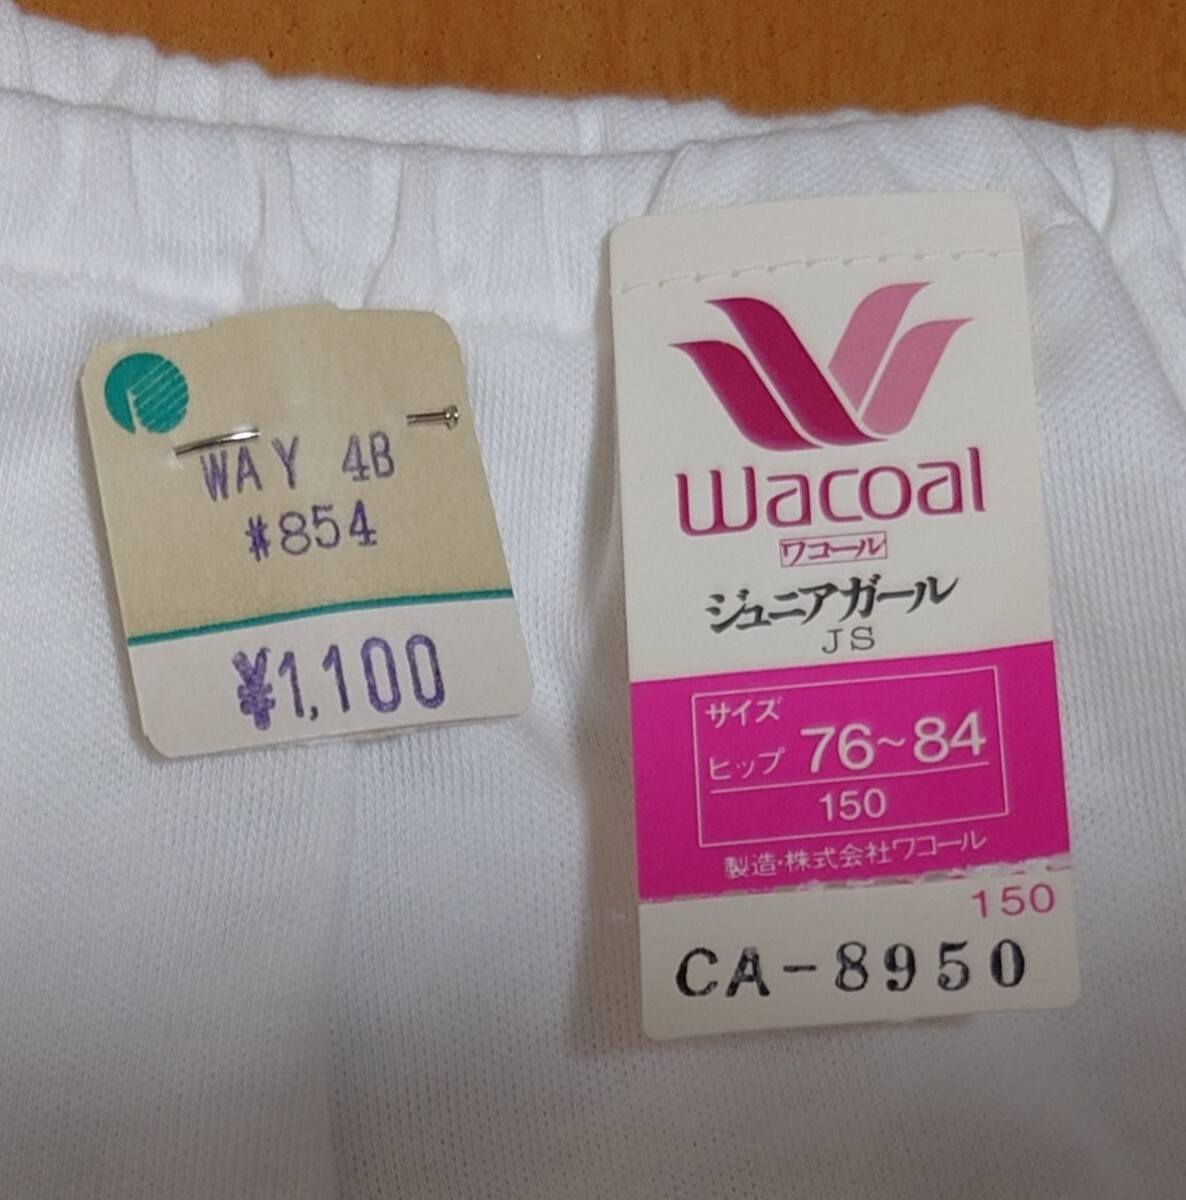 WAY 4B
#854
¥1,100
Wacoal
ワコール
ジュニアガール
JS
サイズ
ヒップ 76~84
150
製造・株式会社ワコール
150
CA-8950